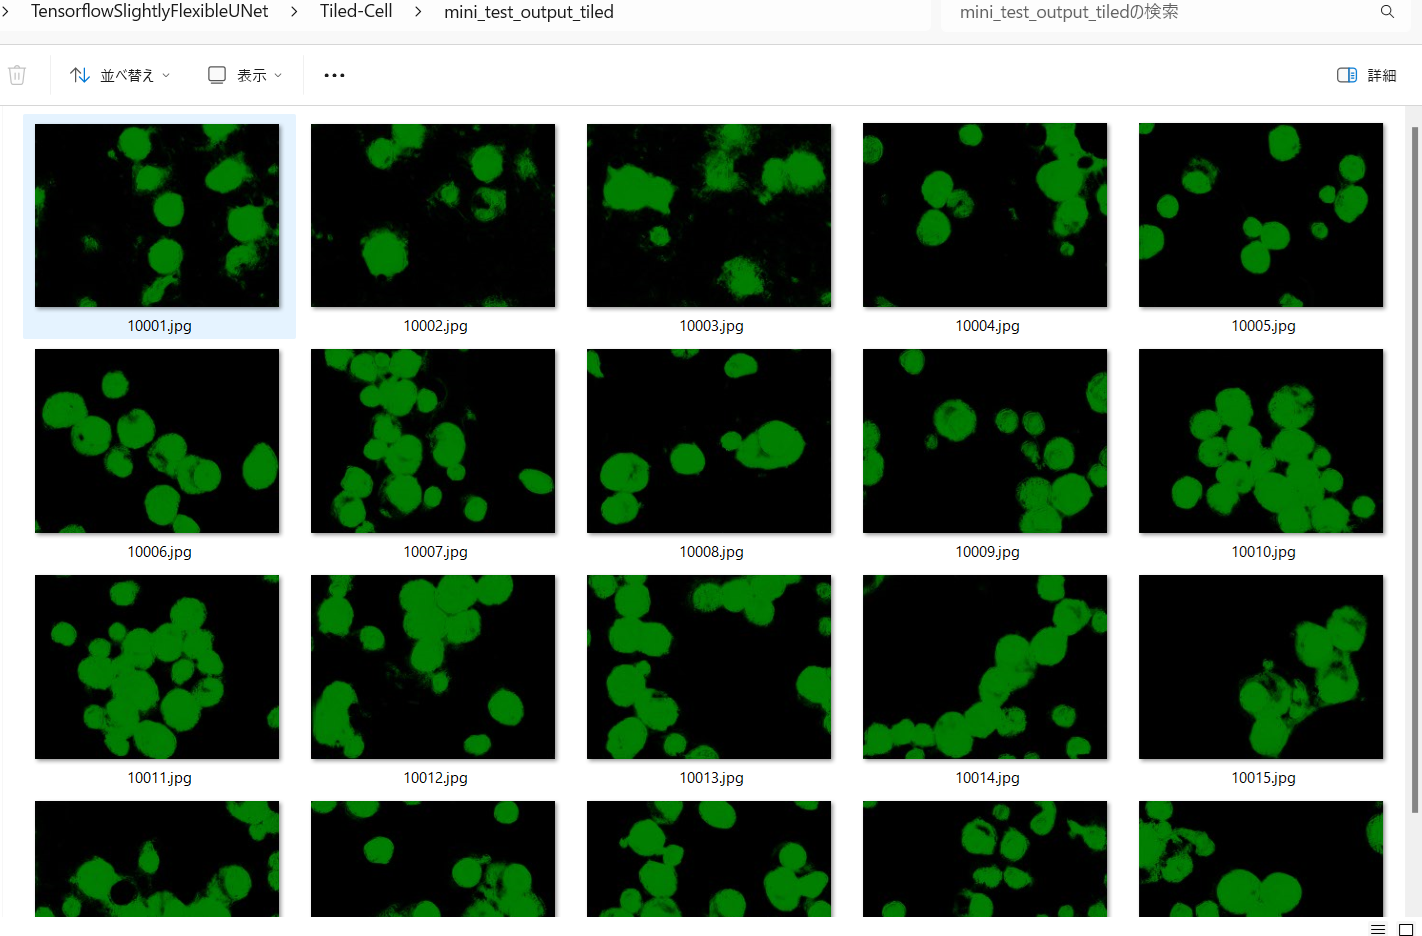 TensorflowSlightlyFlexibleUNet > Tiled-Cell > mini_test_output_tiled
mini_test_output_tiledの検索
並べ替え 表示 ••• 詳細
10001.jpg 10002.jpg 10003.jpg 10004.jpg 10005.jpg
10006.jpg 10007.jpg 10008.jpg 10009.jpg 10010.jpg
10011.jpg 10012.jpg 10013.jpg 10014.jpg 10015.jpg